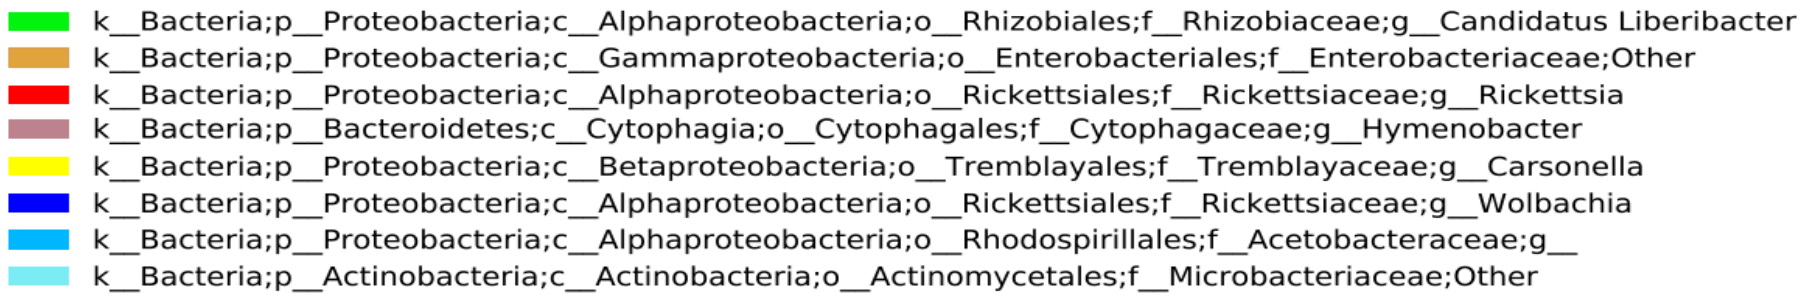 k__Bacteria;p__Proteobacteria;c__Alphaproteobacteria;o__Rhizobiales;f__Rhizobiaceae;g__Candidatus Liberibacter
k__Bacteria;p__Proteobacteria;c__Gammaproteobacteria;o__Enterobacteriales;f__Enterobacteriaceae;Other
k__Bacteria;p__Proteobacteria;c__Alphaproteobacteria;o__Rickettsiales;f__Rickettsiaceae;g__Rickettsia
k__Bacteria;p__Bacteroidetes;c__Cytophagia;o__Cytophagales;f__Cytophagaceae;g__Hymenobacter
k__Bacteria;p__Proteobacteria;c__Betaproteobacteria;o__Tremblayales;f__Tremblayaceae;g__Carsonella
k__Bacteria;p__Proteobacteria;c__Alphaproteobacteria;o__Rickettsiales;f__Rickettsiaceae;g__Wolbachia
k__Bacteria;p__Proteobacteria;c__Alphaproteobacteria;o__Rhodospirillales;f__Acetobacteraceae;g__
k__Bacteria;p__Actinobacteria;c__Actinobacteria;o__Actinomycetales;f__Microbacteriaceae;Other